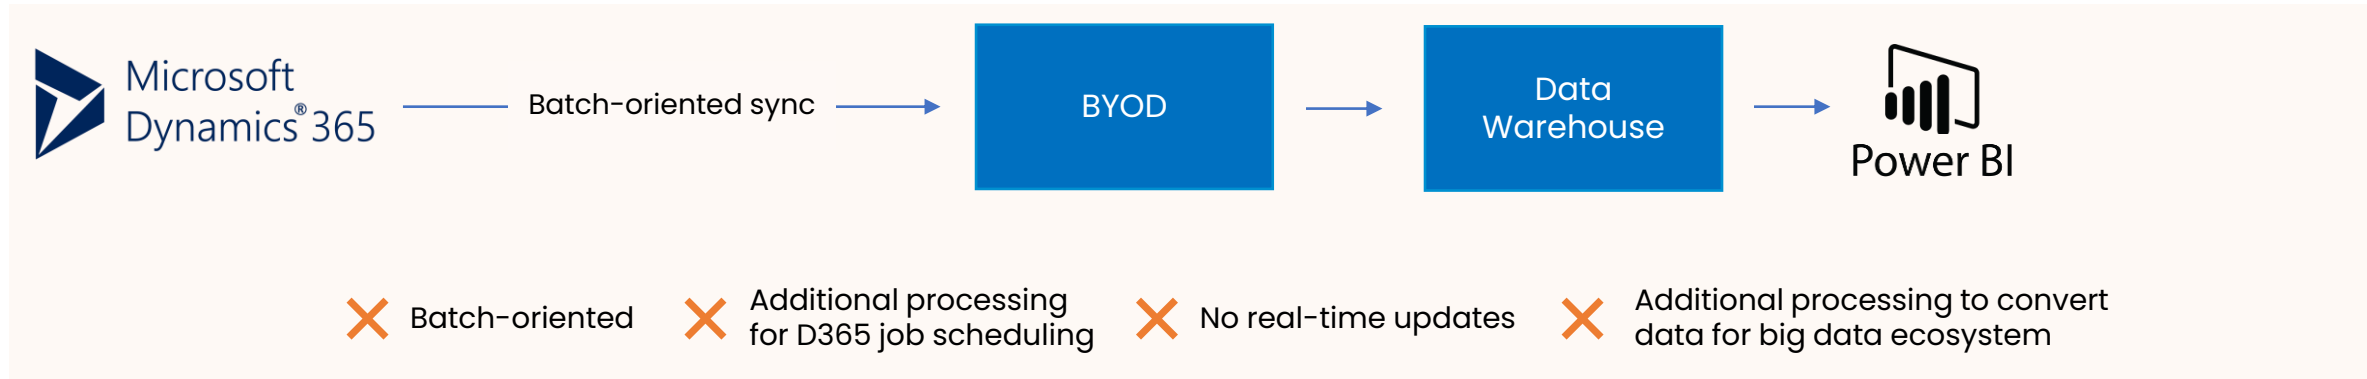 Microsoft
Dynamics® 365
Batch-oriented sync
BYOD
Data
Warehouse
Power BI
Batch-oriented
Additional processing
for D365 job scheduling
No real-time updates
Additional processing to convert
data for big data ecosystem